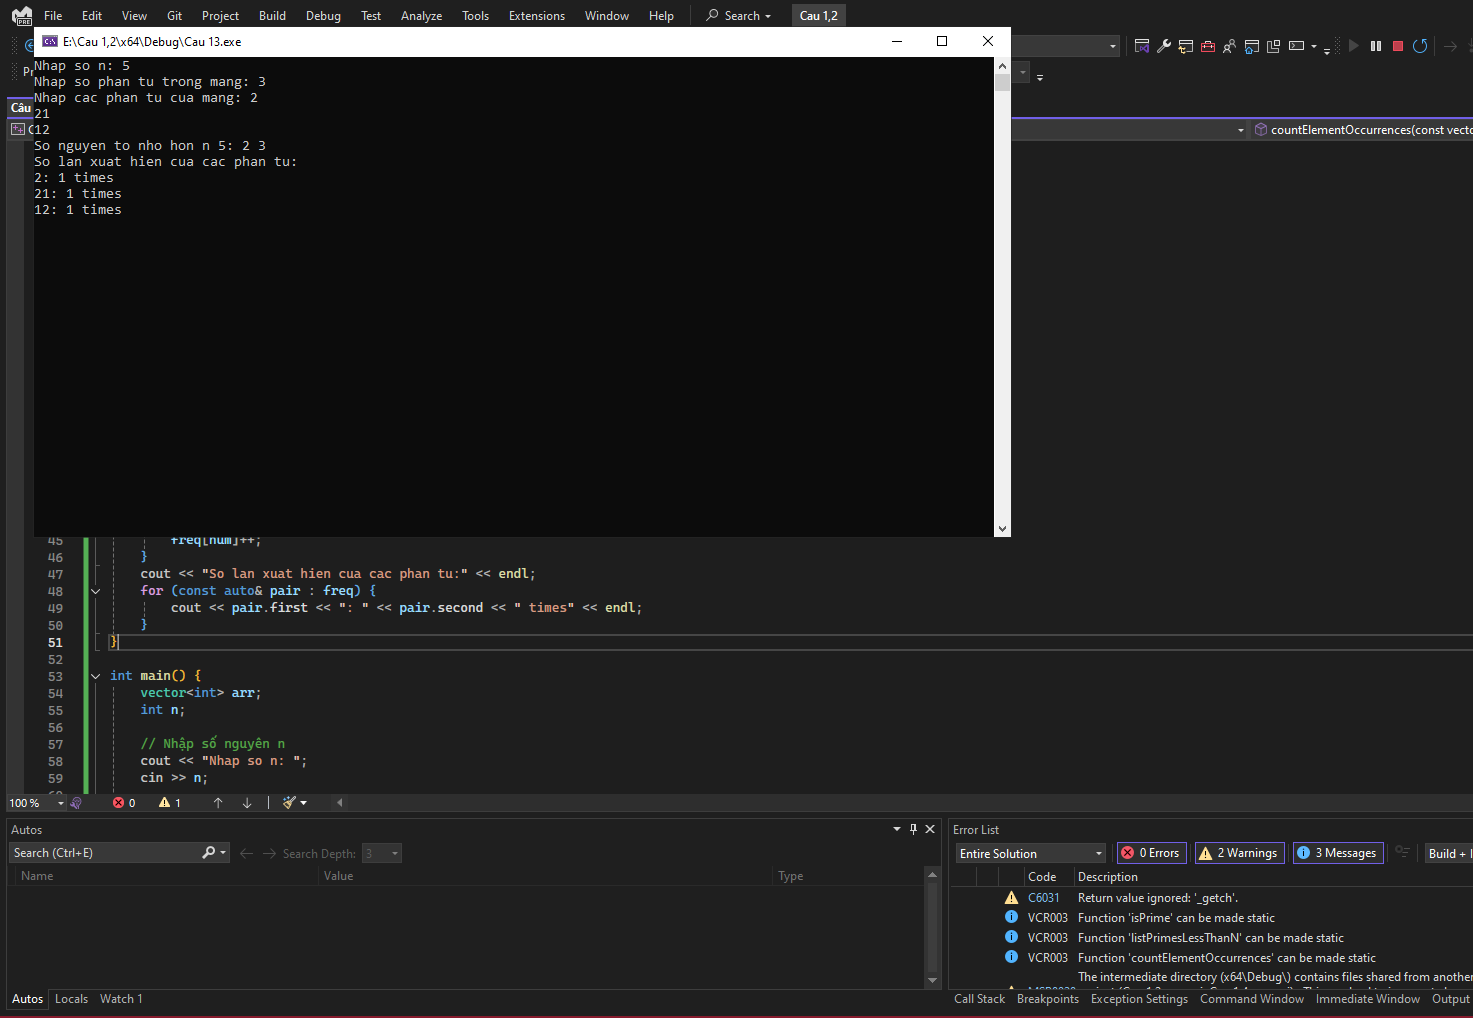 File Edit View Git Project Build Debug Test Analyze Tools Extensions Window Help Search Cau 1,2
E:\Cau 1,2\x64\Debug\Cau 13.exe
Nhap so n: 5
Nhap so phan tu trong mang: 3
Nhap cac phan tu cua mang: 2
21
12
So nguyen to nho hon n 5: 2 3
So lan xuat hien cua cac phan tu:
2: 1 times
21: 1 times
12: 1 times
Câu
countElementOccurrences(const vecto
45 freq[num]++;
46 }
47 cout << "So lan xuat hien cua cac phan tu:" << endl;
48 for (const auto& pair : freq) {
49 cout << pair.first << ": " << pair.second << " times" << endl;
50 }
51 }
52
53 int main() {
54 vector<int> arr;
55 int n;
56
57 // Nhập số nguyên n
58 cout << "Nhap so n: ";
59 cin >> n;
100 % 0 1
Autos
Search (Ctrl+E) Search Depth: 3
Name Value Type
Autos Locals Watch 1
Error List
Entire Solution 0 Errors 2 Warnings 3 Messages Build + I
Code Description
C6031 Return value ignored: '_getch'.
VCR003 Function 'isPrime' can be made static
VCR003 Function 'listPrimesLessThanN' can be made static
VCR003 Function 'countElementOccurrences' can be made static
The intermediate directory (x64\Debug\) contains files shared from another
Call Stack Breakpoints Exception Settings Command Window Immediate Window Output